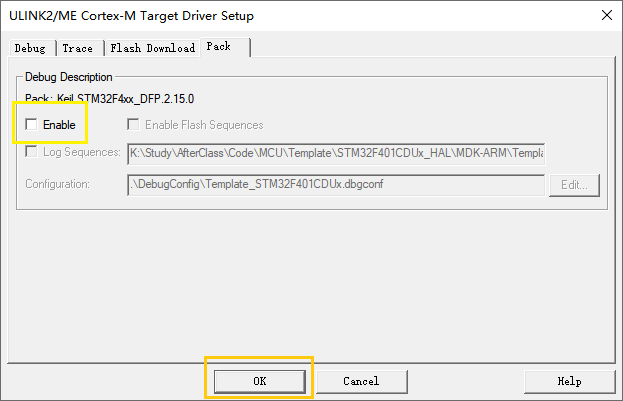 ULINK2/ME Cortex-M Target Driver Setup
Debug Trace Flash Download Pack
Debug Description
Pack: Keil.STM32F4xx_DFP.2.15.0
Enable Enable Flash Sequences
Log Sequences: K:\Study\AfterClass\Code\MCU\Template\STM32F401CDUx_HAL\MDK-ARM\Templa
Configuration: .\DebugConfig\Template_STM32F401CDUx.dbgconf Edit...
OK Cancel Help